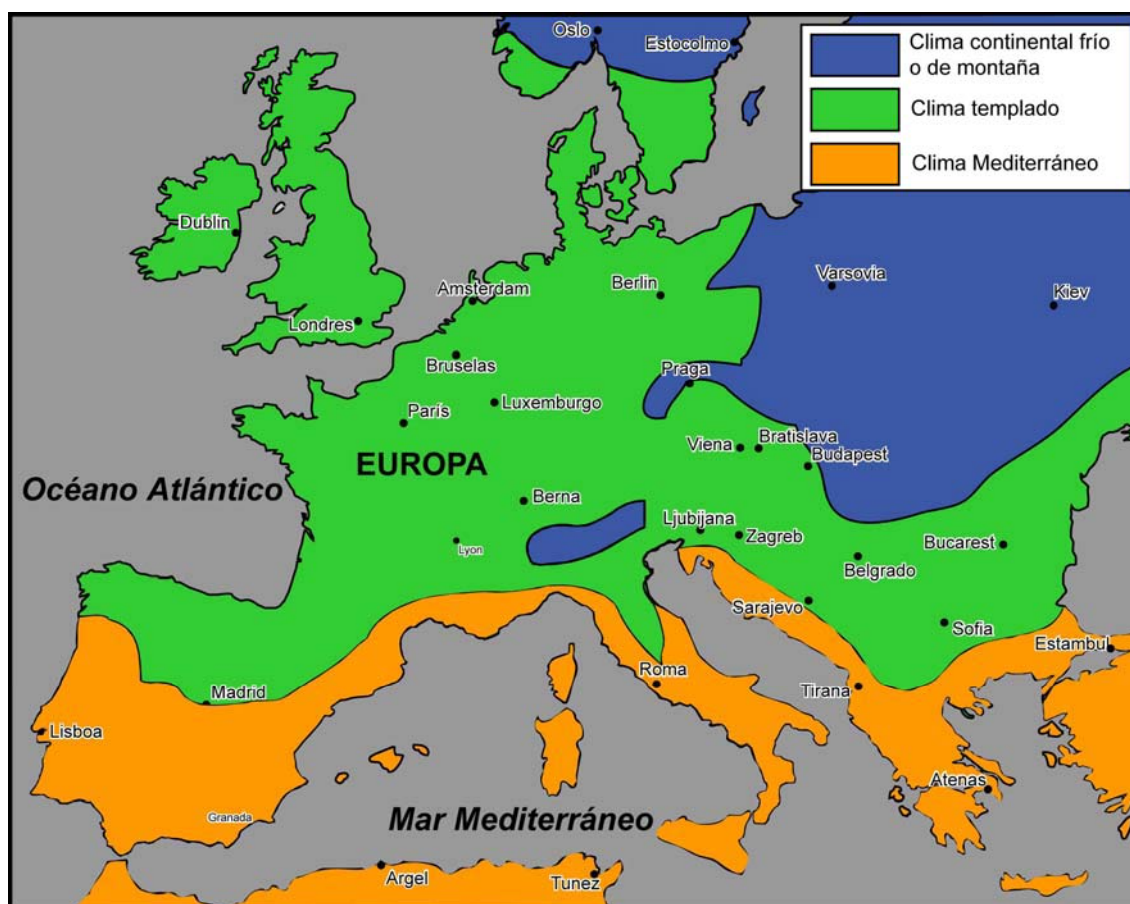 Oslo
Estocolmo
Clima continental frío
o de montaña
Clima templado
Clima Mediterráneo
Dublin
Londres
Amsterdam
Berlin
Varsovia
Kiev
Bruselas
Praga
Luxemburgo
París
Viena
Bratislava
Budapest
EUROPA
Océano Atlántico
Berna
Lyon
Ljubijana
Zagreb
Bucarest
Belgrado
Sarajevo
Sofia
Estambul
Madrid
Roma
Tirana
Lisboa
Atenas
Granada
Mar Mediterráneo
Argel
Tunez